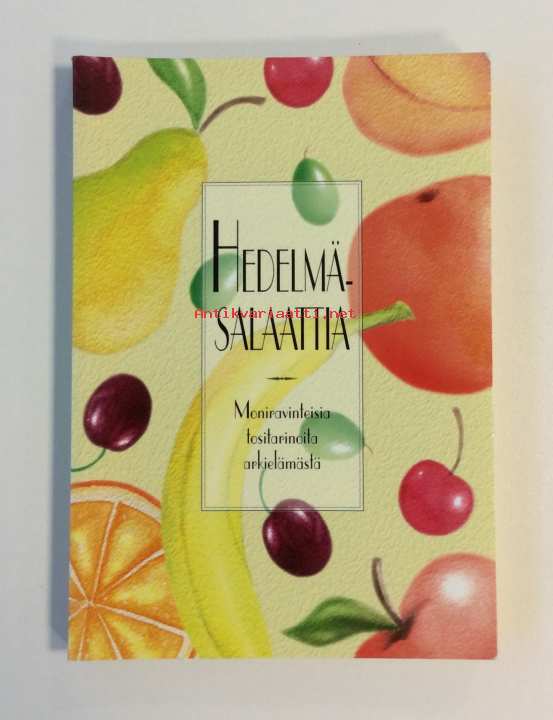 HEDELMÄ-
Antikvariaatti.net
SALAATTIA
Moniravinteisia
tositarinoita
arkielämästä